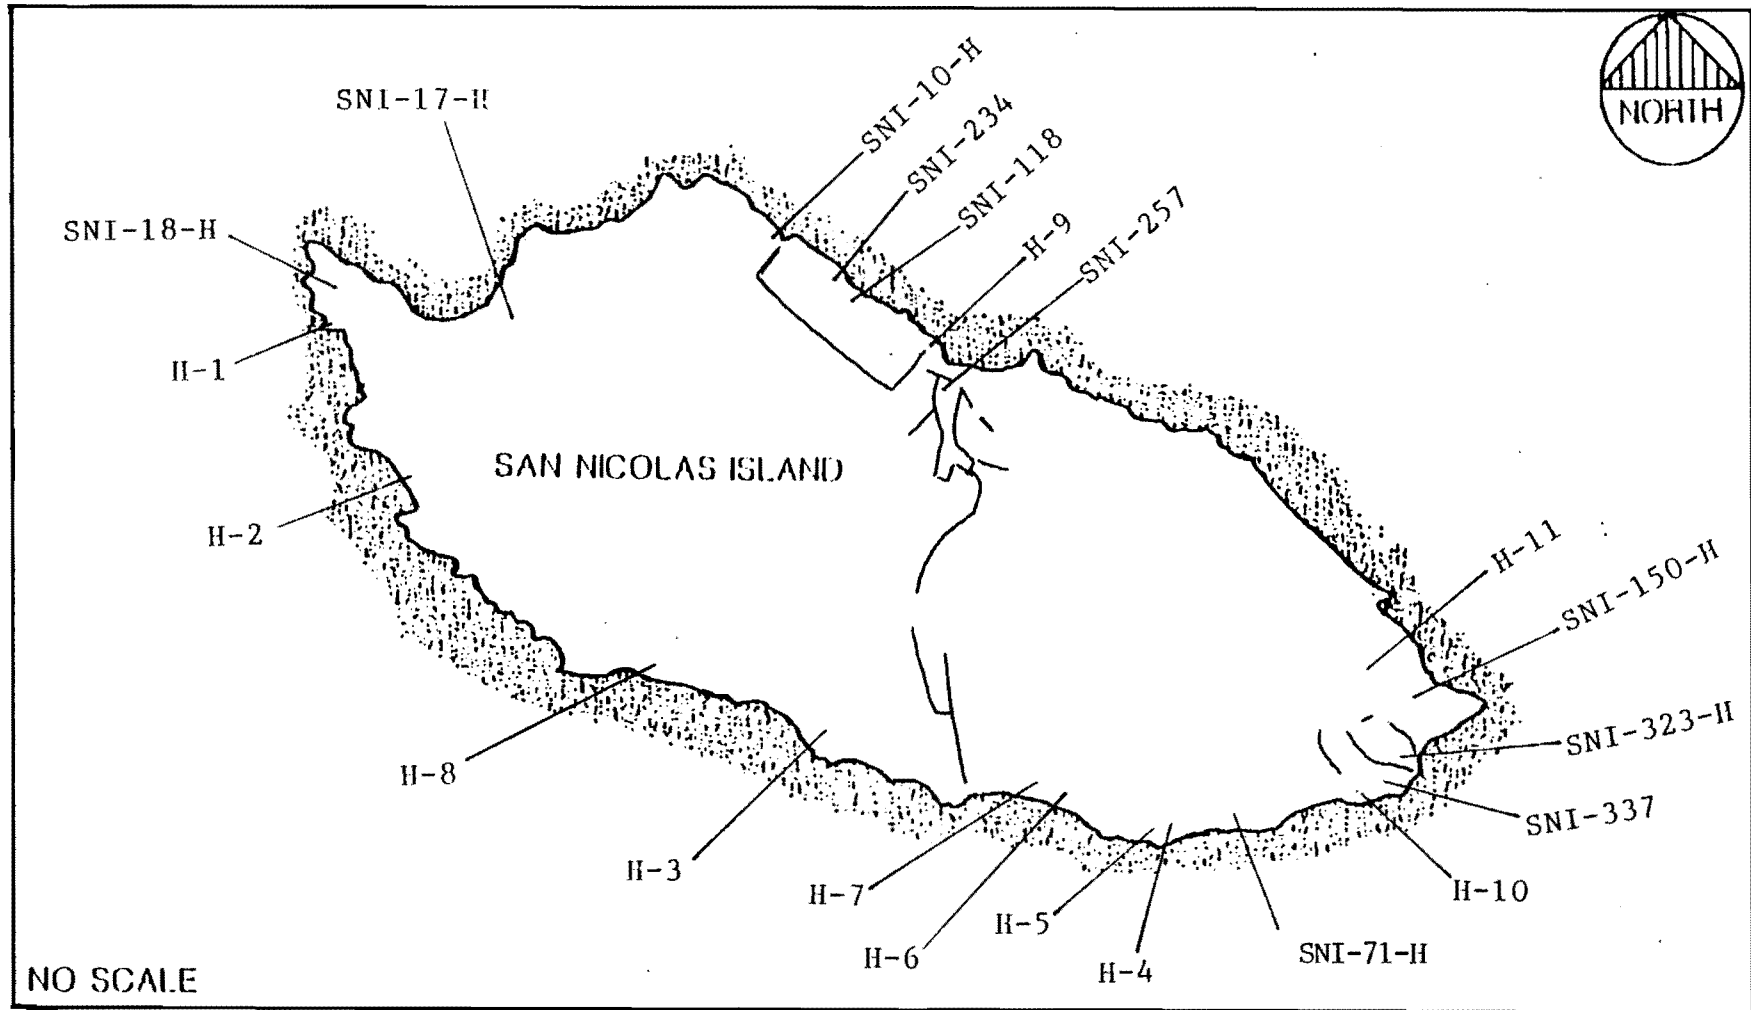 NORTH
SNI-10-H
SNI-17-H
SNI-234
SNI-118
SNI-257
SNI-18-H
H-9
H-1
SAN NICOLAS ISLAND
H-2
H-11
SNI-150-H
SNI-323-H
H-8
SNI-337
H-3
H-7
H-10
H-5
H-6
H-4
SNI-71-H
NO SCALE